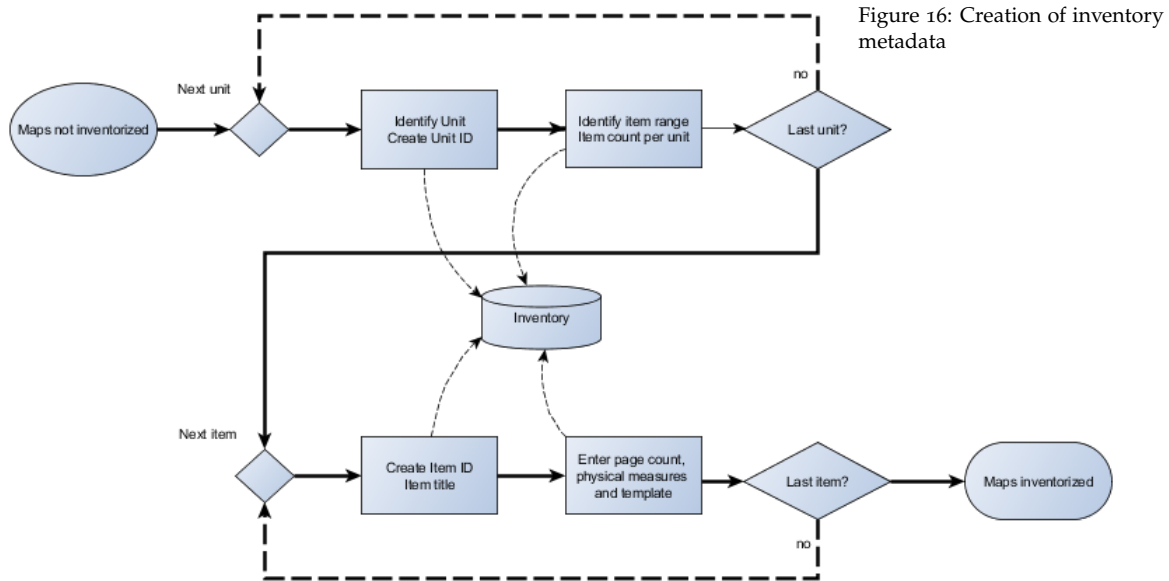 Figure 16: Creation of inventory
metadata
no
Next unit
Maps not inventorized
Identify Unit
Create Unit ID
Identify item range
Item count per unit
Last unit?
Inventory
Next item
Create Item ID
Item title
Enter page count,
physical measures
and template
Last item?
Maps inventorized
no